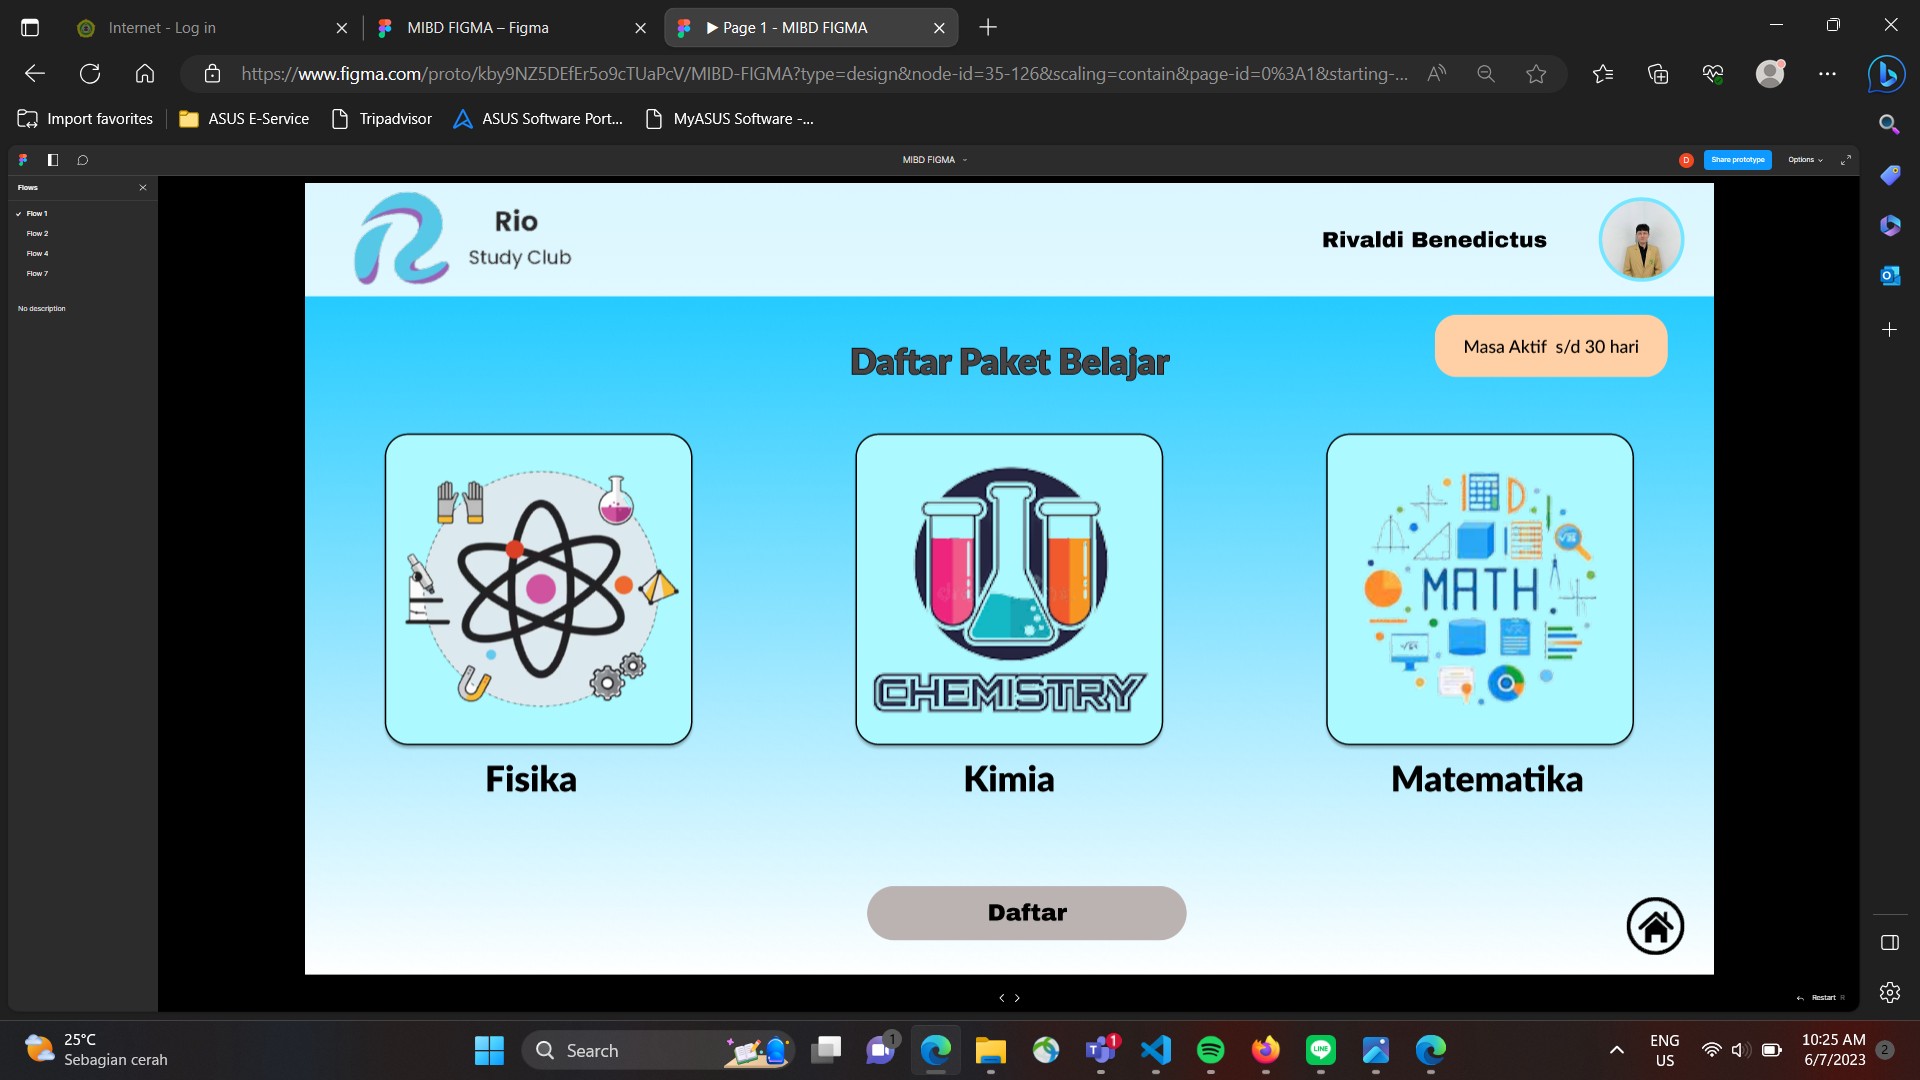 Internet - Log in
MIBD FIGMA – Figma
▶ Page 1 - MIBD FIGMA
https://www.figma.com/proto/kby9NZ5DEfEr5o9cTUaPcV/MIBD-FIGMA?type=design&node-id=35-126&scaling=contain&page-id=0%3A1&starting-...
Import favorites
ASUS E-Service
Tripadvisor
ASUS Software Port...
MyASUS Software -...
MIBD FIGMA
D
Share prototype
Options
Flows
Flow 1
Flow 2
Flow 4
Flow 7
No description
Rio
Study Club
Rivaldi Benedictus
Daftar Paket Belajar
Masa Aktif s/d 30 hari
CHEMISTRY
MATH
Fisika
Kimia
Matematika
Daftar
Restart R
25°C
Sebagian cerah
Search
1
1
LINE
ENG
US
10:25 AM
6/7/2023
2